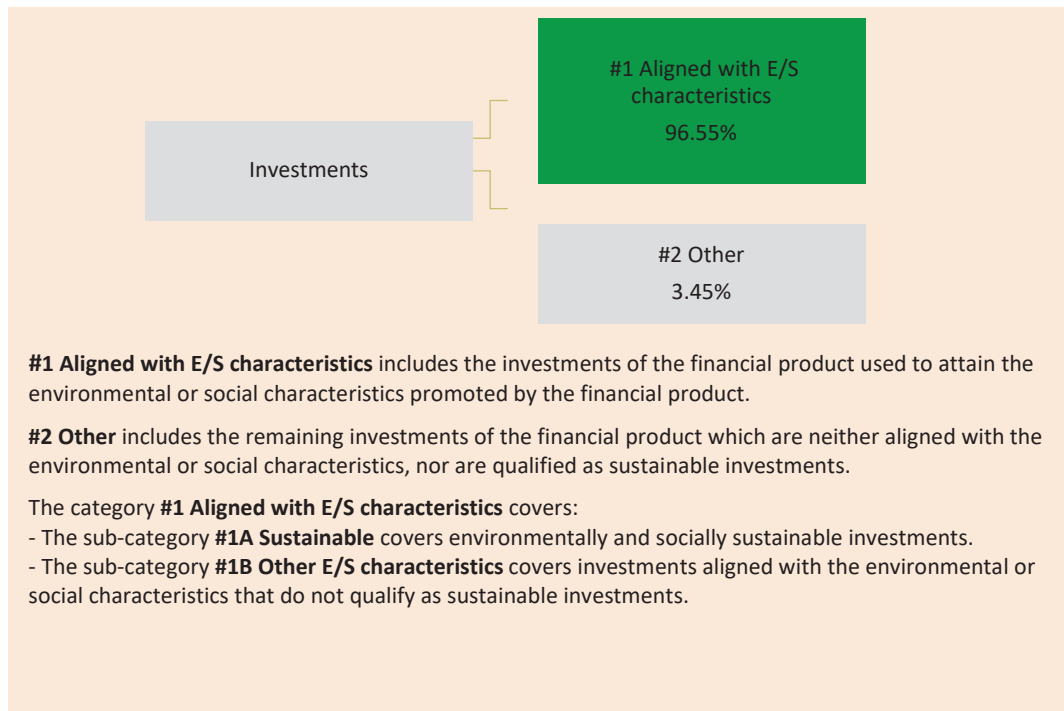 #1 Aligned with E/S
characteristics
96.55%
Investments
#2 Other
3.45%
#1 Aligned with E/S characteristics includes the investments of the financial product used to attain the
environmental or social characteristics promoted by the financial product.
#2 Other includes the remaining investments of the financial product which are neither aligned with the
environmental or social characteristics, nor are qualified as sustainable investments.
The category #1 Aligned with E/S characteristics covers:
- The sub-category #1A Sustainable covers environmentally and socially sustainable investments.
- The sub-category #1B Other E/S characteristics covers investments aligned with the environmental or
social characteristics that do not qualify as sustainable investments.